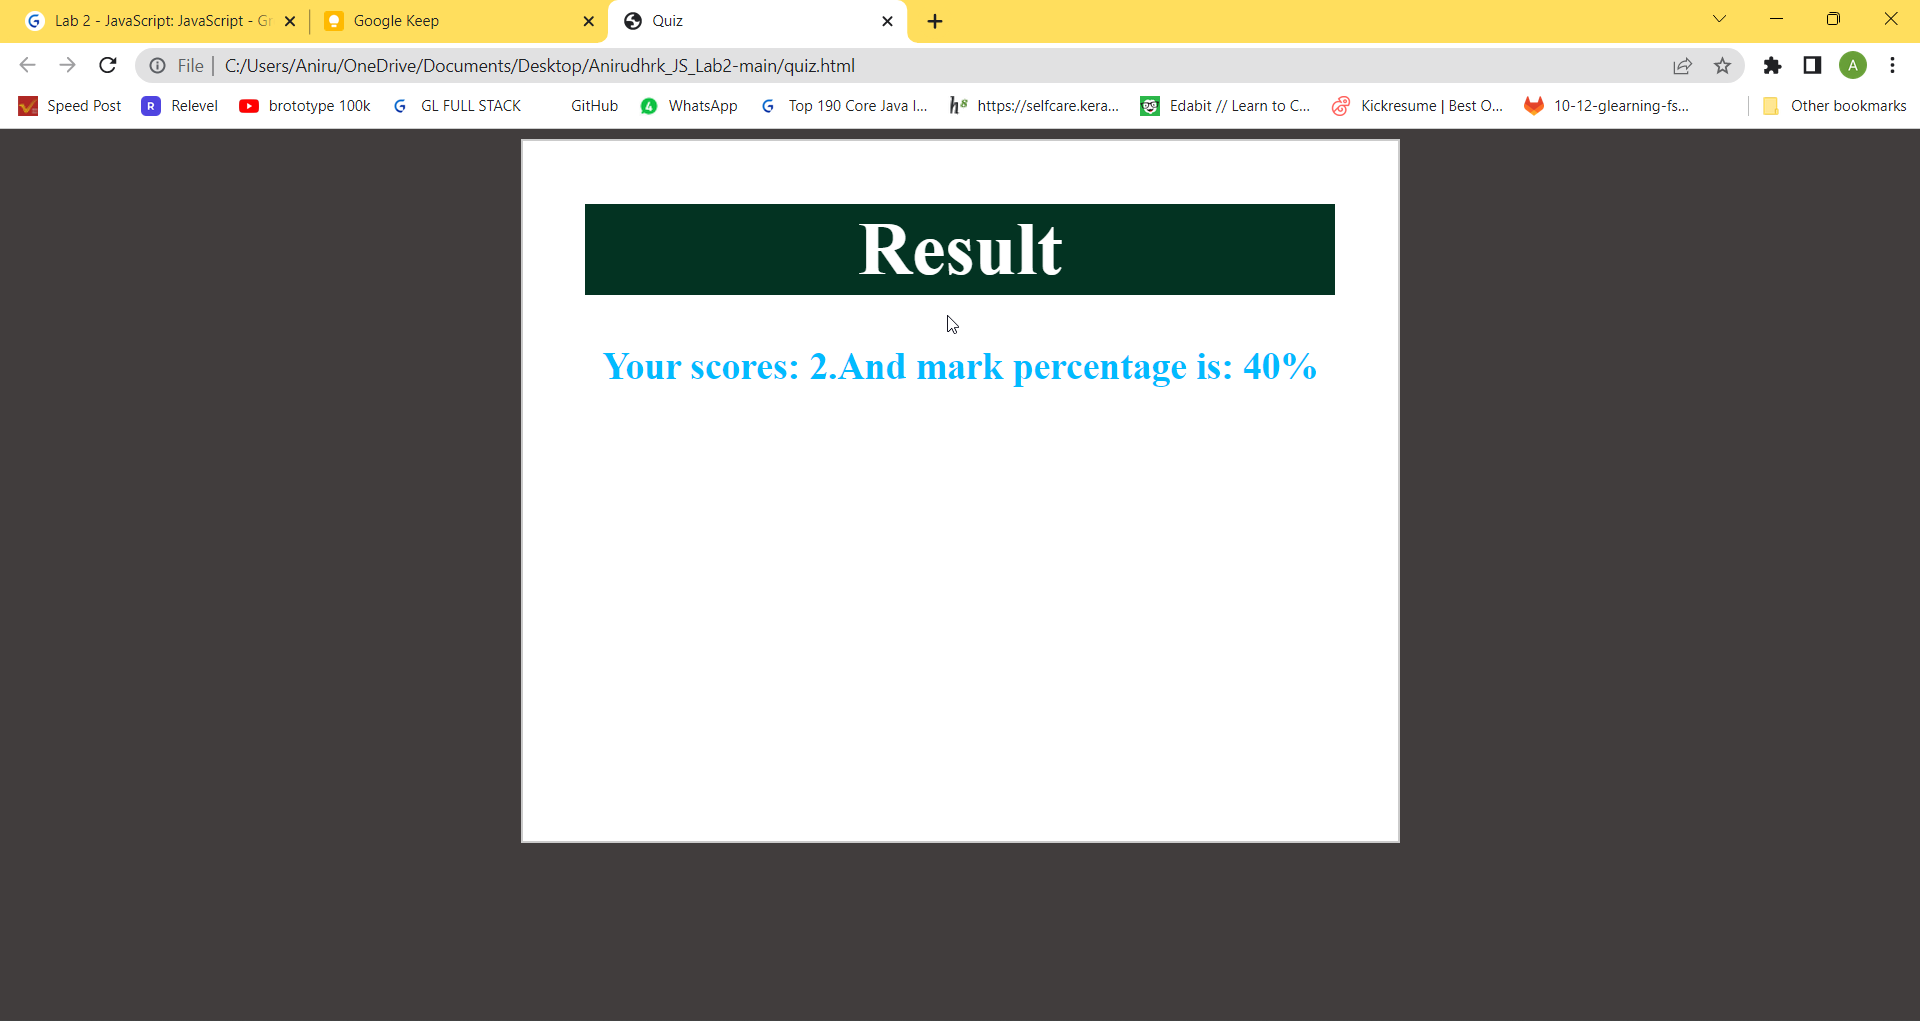 Lab 2 - JavaScript: JavaScript - Gr
Google Keep
Quiz
File | C:/Users/Aniru/OneDrive/Documents/Desktop/Anirudhrk_JS_Lab2-main/quiz.html
A
Speed Post
R Relevel
brototype 100k
GL FULL STACK
GitHub
4 WhatsApp
Top 190 Core Java I...
h8 https://selfcare.kera...
Edabit // Learn to C...
Kickresume | Best O...
10-12-glearning-fs...
Other bookmarks
Result
Your scores: 2.And mark percentage is: 40%